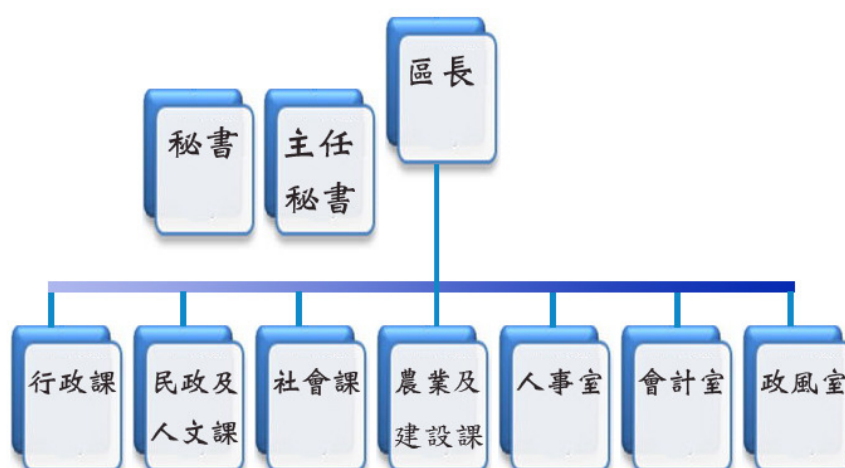 區長
秘書
主任
秘書
行政課
民政及
人文課
社會課
農業及
建設課
人事室
會計室
政風室